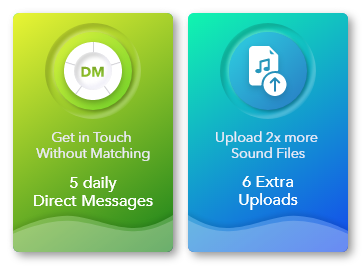 DM
Get in Touch
Without Matching
5 daily
Direct Messages
Upload 2x more
Sound Files
6 Extra
Uploads